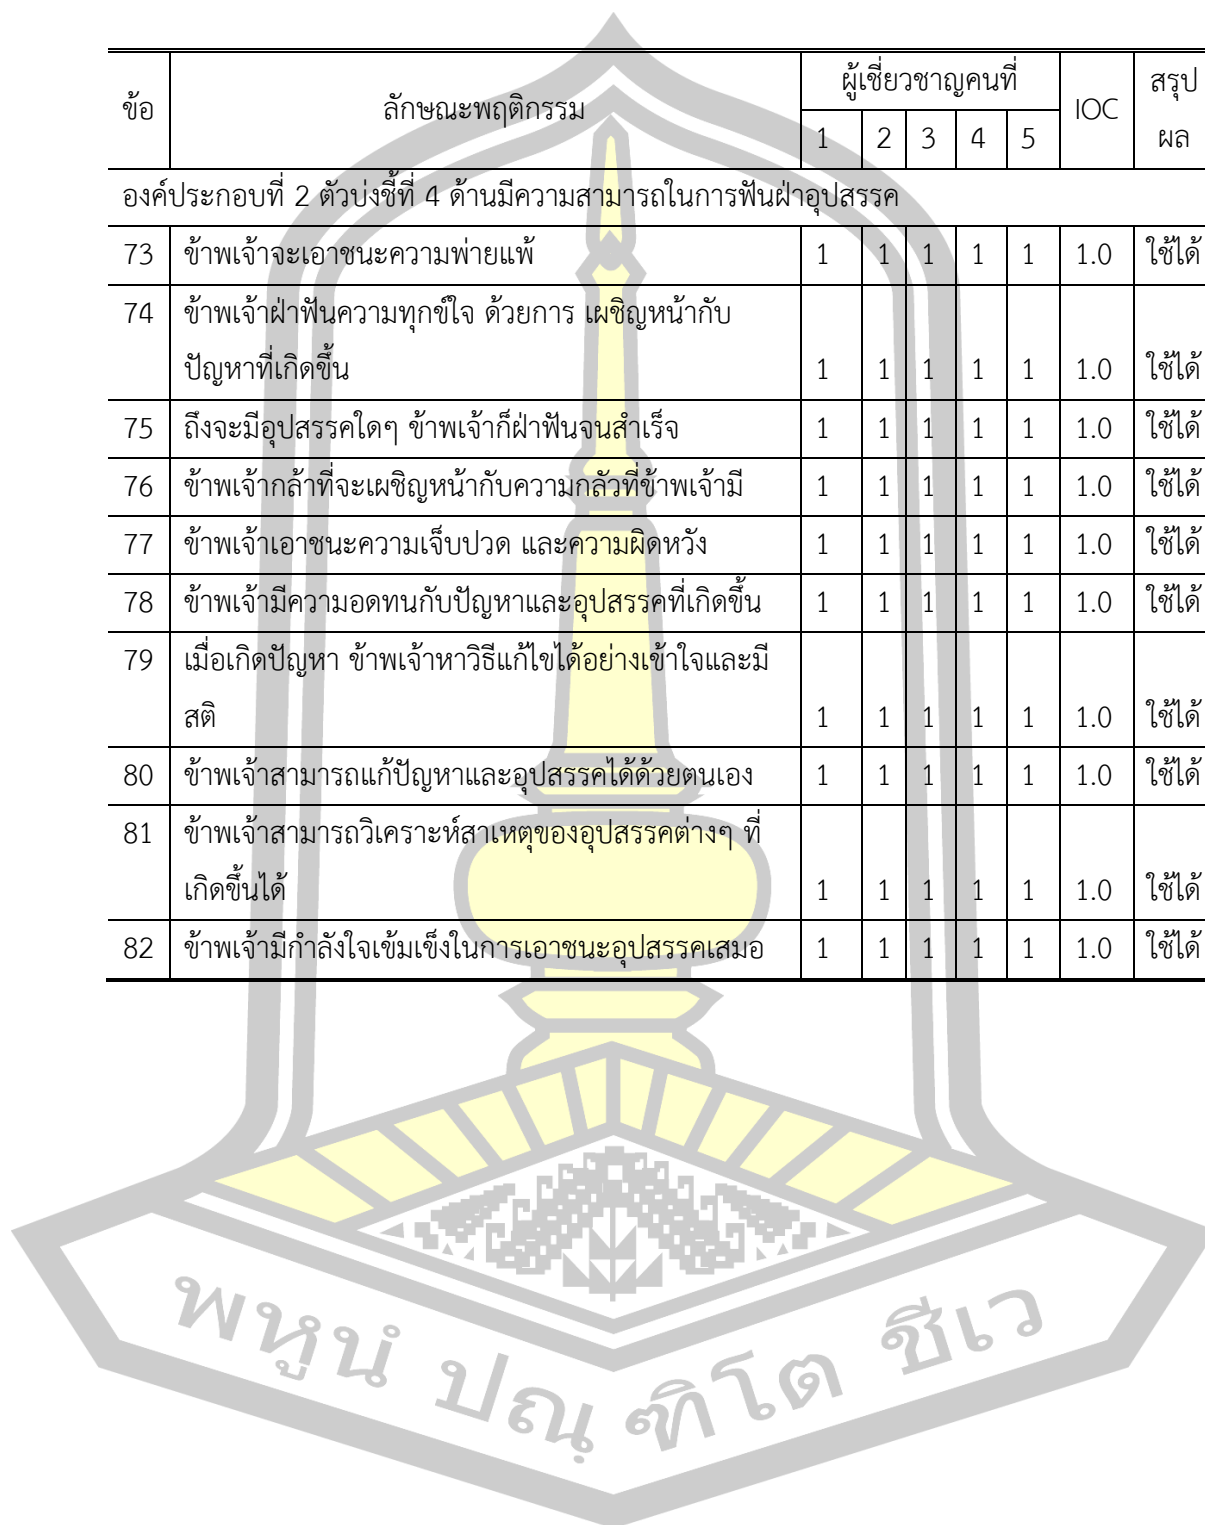 ข้อ ลักษณะพฤติกรรม ผู้เชี่ยวชาญคนที่ IOC สรุป
1 2 3 4 5 ผล
องค์ประกอบที่ 2 ตัวบ่งชี้ที่ 4 ด้านมีความสามารถในการฟันฝ่าอุปสรรค
73 ข้าพเจ้าจะเอาชนะความพ่ายแพ้ 1 1 1 1 1 1.0 ใช้ได้
74 ข้าพเจ้าฝ่าฟันความทุกข์ใจ ด้วยการ เผชิญหน้ากับ
ปัญหาที่เกิดขึ้น 1 1 1 1 1 1.0 ใช้ได้
75 ถึงจะมีอุปสรรคใดๆ ข้าพเจ้าก็ฝ่าฟันจนสำเร็จ 1 1 1 1 1 1.0 ใช้ได้
76 ข้าพเจ้ากล้าที่จะเผชิญหน้ากับความกลัวที่ข้าพเจ้ามี 1 1 1 1 1 1.0 ใช้ได้
77 ข้าพเจ้าเอาชนะความเจ็บปวด และความผิดหวัง 1 1 1 1 1 1.0 ใช้ได้
78 ข้าพเจ้ามีความอดทนกับปัญหาและอุปสรรคที่เกิดขึ้น 1 1 1 1 1 1.0 ใช้ได้
79 เมื่อเกิดปัญหา ข้าพเจ้าหาวิธีแก้ไขได้อย่างเข้าใจและมี
สติ 1 1 1 1 1 1.0 ใช้ได้
80 ข้าพเจ้าสามารถแก้ปัญหาและอุปสรรคได้ด้วยตนเอง 1 1 1 1 1 1.0 ใช้ได้
81 ข้าพเจ้าสามารถวิเคราะห์สาเหตุของอุปสรรคต่างๆ ที่
เกิดขึ้นได้ 1 1 1 1 1 1.0 ใช้ได้
82 ข้าพเจ้ามีกำลังใจเข้มเข็งในการเอาชนะอุปสรรคเสมอ 1 1 1 1 1 1.0 ใช้ได้
พหูนํ ปณฺฑิโต ชีเว